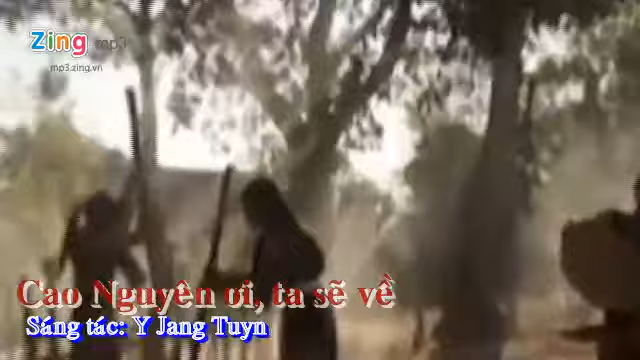 Zing mp3
mp3.zing.vn
Cao Nguyên ơi, ta sẽ về
Sáng tác: Y Jang Tuyn